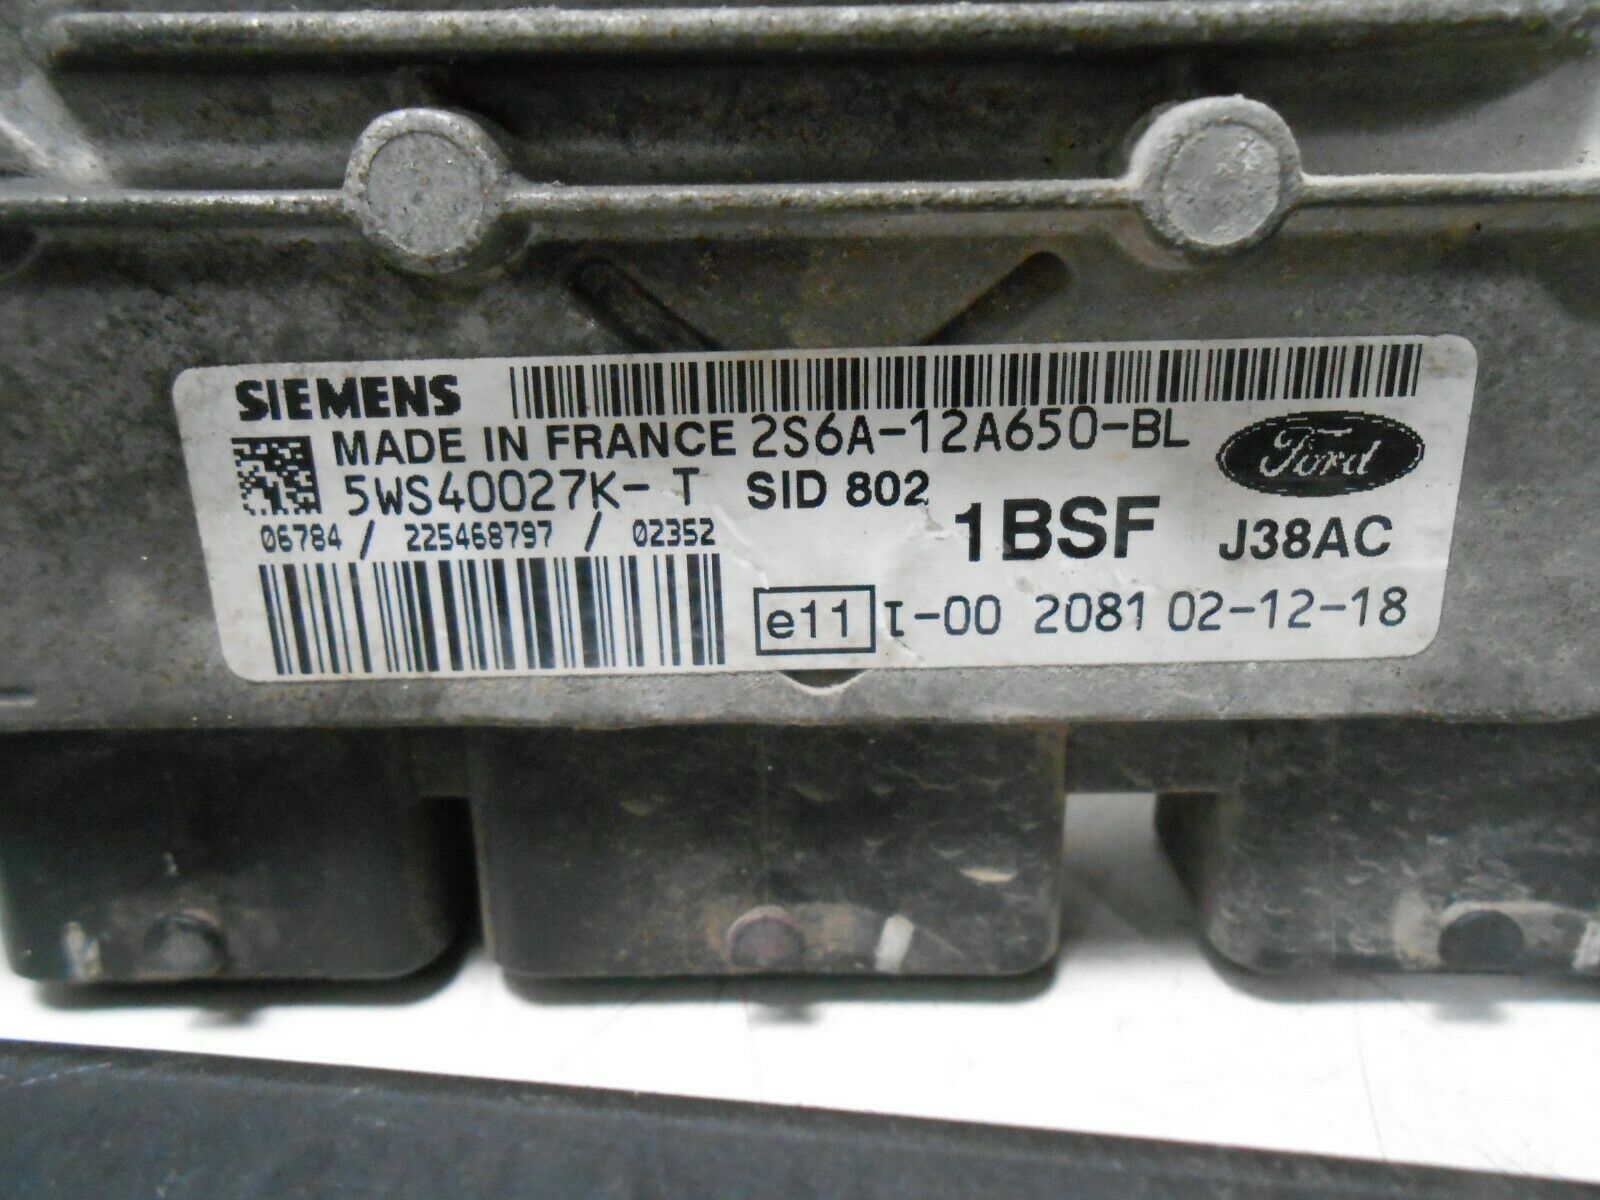 SIEMENS
MADE IN FRANCE 2S6A-12A650-BL
Ford
5WS40027K- T SID 802
1BSF J38AC
06784 / 225468797 / 02352
e11 I-00 2081 02-12-18